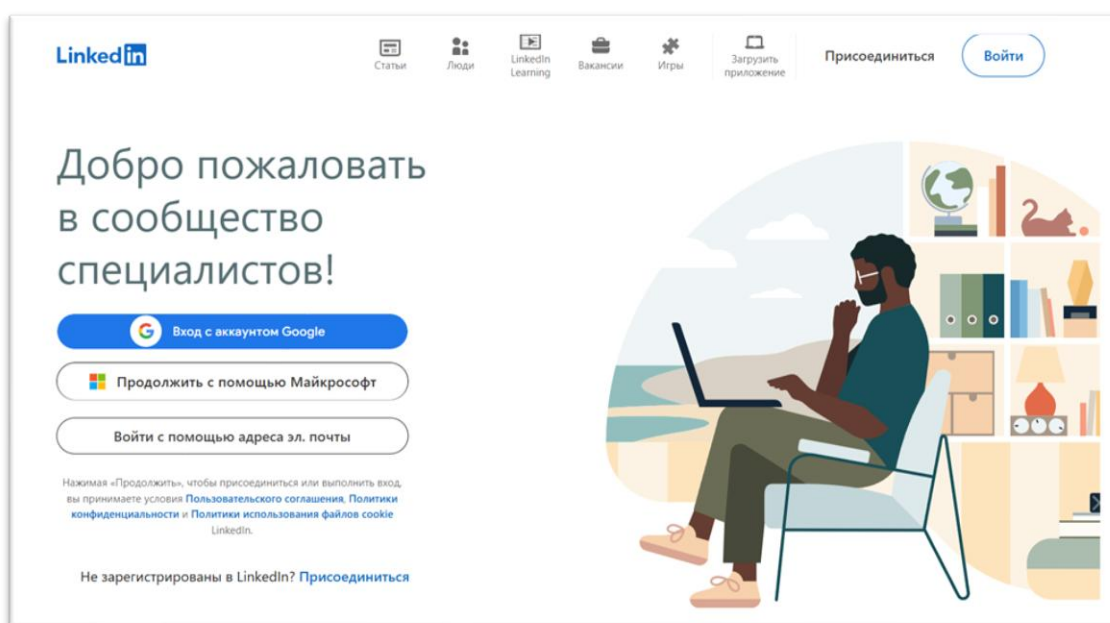 Linked in
Статьи
Люди
LinkedIn
Learning
Вакансии
Игры
Загрузить
приложение
Присоединиться
Войти
Добро пожаловать
в сообщество
специалистов!
Вход с аккаунтом Google
Продолжить с помощью Майкрософт
Войти с помощью адреса эл. почты
Нажимая «Продолжить», чтобы присоединиться или выполнить вход,
вы принимаете условия Пользовательского соглашения, Политики
конфиденциальности и Политики использования файлов cookie
LinkedIn.
Не зарегистрированы в LinkedIn? Присоединиться